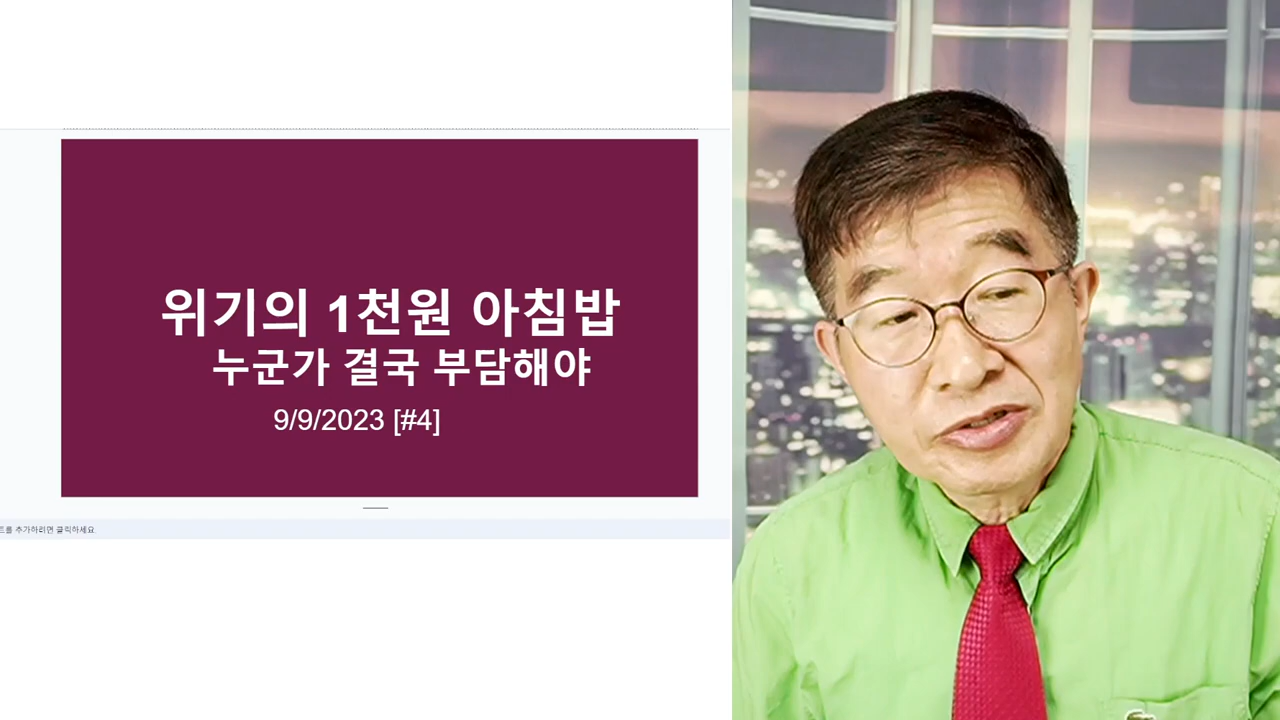 위기의 1천원 아침밥
누군가 결국 부담해야
9/9/2023 [#4]
트를 추가하려면 클릭하세요.